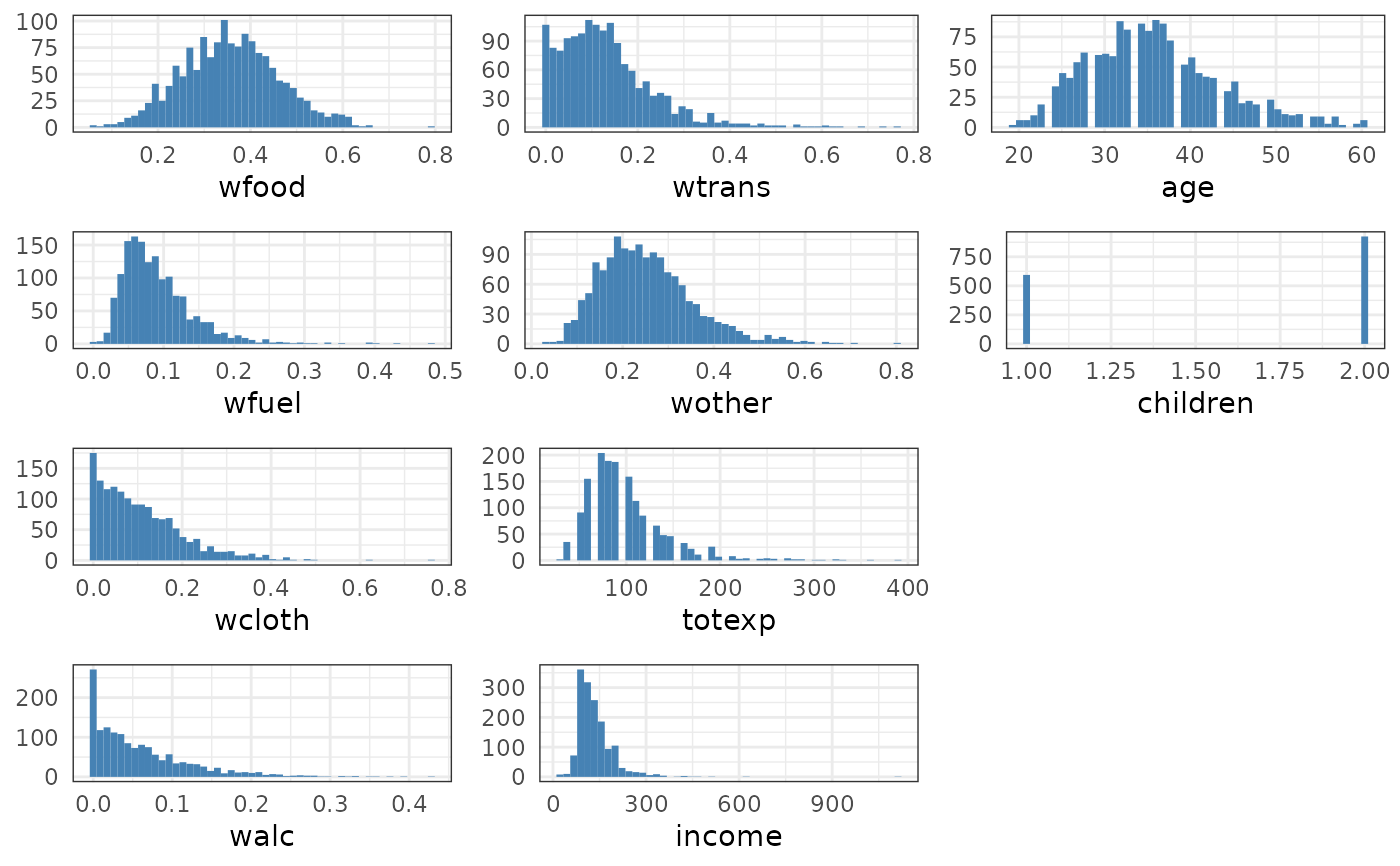 100
75
50
25
0
0.2 0.4 0.6 0.8
wfood
90
60
30
0
0.0 0.2 0.4 0.6 0.8
wtrans
75
50
25
0
20 30 40 50 60
age
150
100
50
0
0.0 0.1 0.2 0.3 0.4 0.5
wfuel
90
60
30
0
0.0 0.2 0.4 0.6 0.8
wother
750
500
250
0
1.00 1.25 1.50 1.75 2.00
children
150
100
50
0
0.0 0.2 0.4 0.6 0.8
wcloth
200
150
100
50
0
100 200 300 400
totexp
200
100
0
0.0 0.1 0.2 0.3 0.4
walc
300
200
100
0
0 300 600 900
income